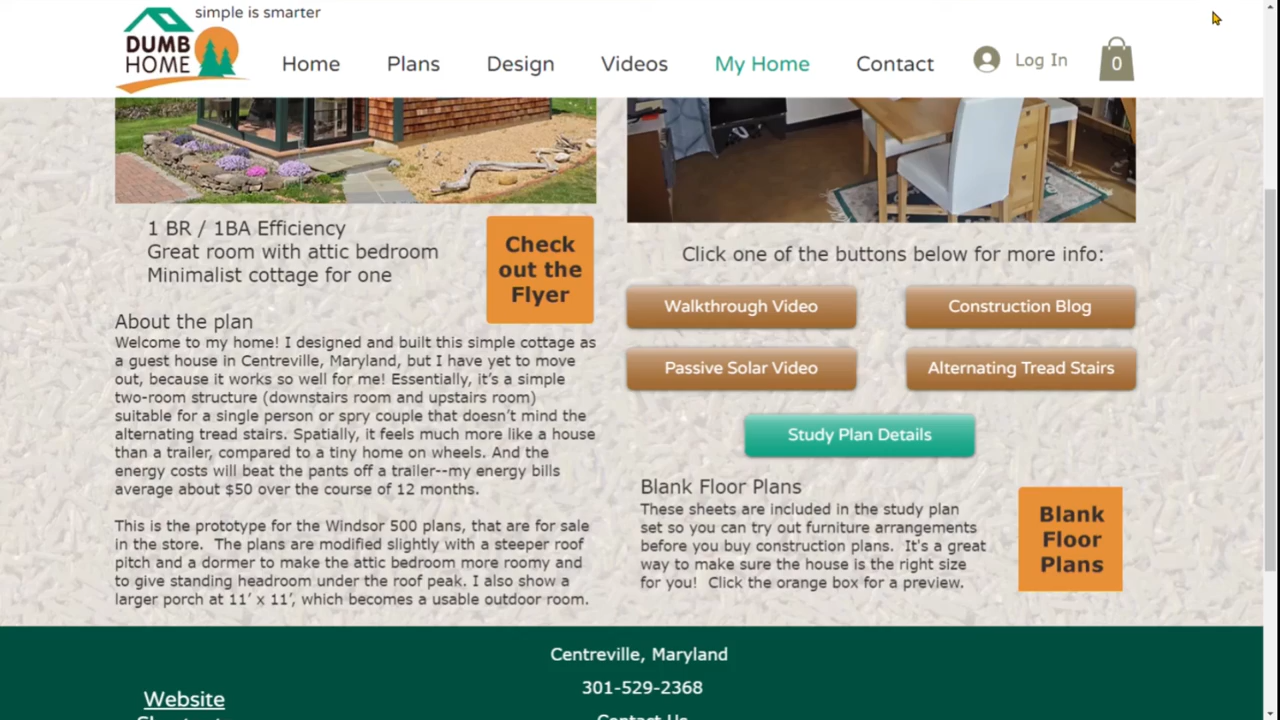 simple is smarter
DUMB
HOME
Home
Plans
Design
Videos
My Home
Contact
Log In
0
1 BR / 1BA Efficiency
Great room with attic bedroom
Minimalist cottage for one
Check
out the
Flyer
About the plan
Welcome to my home! I designed and built this simple cottage as
a guest house in Centreville, Maryland, but I have yet to move
out, because it works so well for me! Essentially, it's a simple
two-room structure (downstairs room and upstairs room)
suitable for a single person or spry couple that doesn't mind the
alternating tread stairs. Spatially, it feels much more like a house
than a trailer, compared to a tiny home on wheels. And the
energy costs will beat the pants off a trailer--my energy bills
average about $50 over the course of 12 months.
This is the prototype for the Windsor 500 plans, that are for sale
in the store. The plans are modified slightly with a steeper roof
pitch and a dormer to make the attic bedroom more roomy and
to give standing headroom under the roof peak. I also show a
larger porch at 11' x 11', which becomes a usable outdoor room.
Click one of the buttons below for more info:
Walkthrough Video
Construction Blog
Passive Solar Video
Alternating Tread Stairs
Study Plan Details
Blank Floor Plans
These sheets are included in the study plan
set so you can try out furniture arrangements
before you buy construction plans. It's a great
way to make sure the house is the right size
for you! Click the orange box for a preview.
Blank
Floor
Plans
Centreville, Maryland
301-529-2368
Contact Us
Website